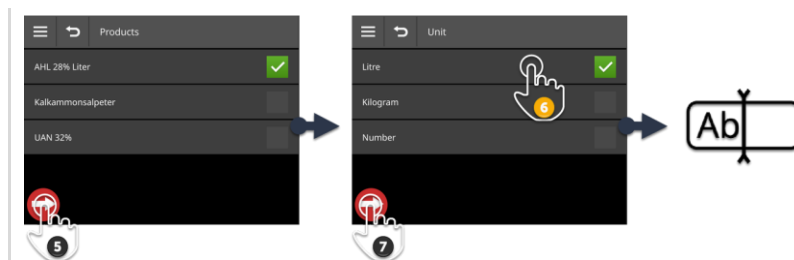 Products
AHL 28% Liter
Kalkammonsalpeter
UAN 32%
5
Unit
Litre
Kilogram
Number
6
7
Ab